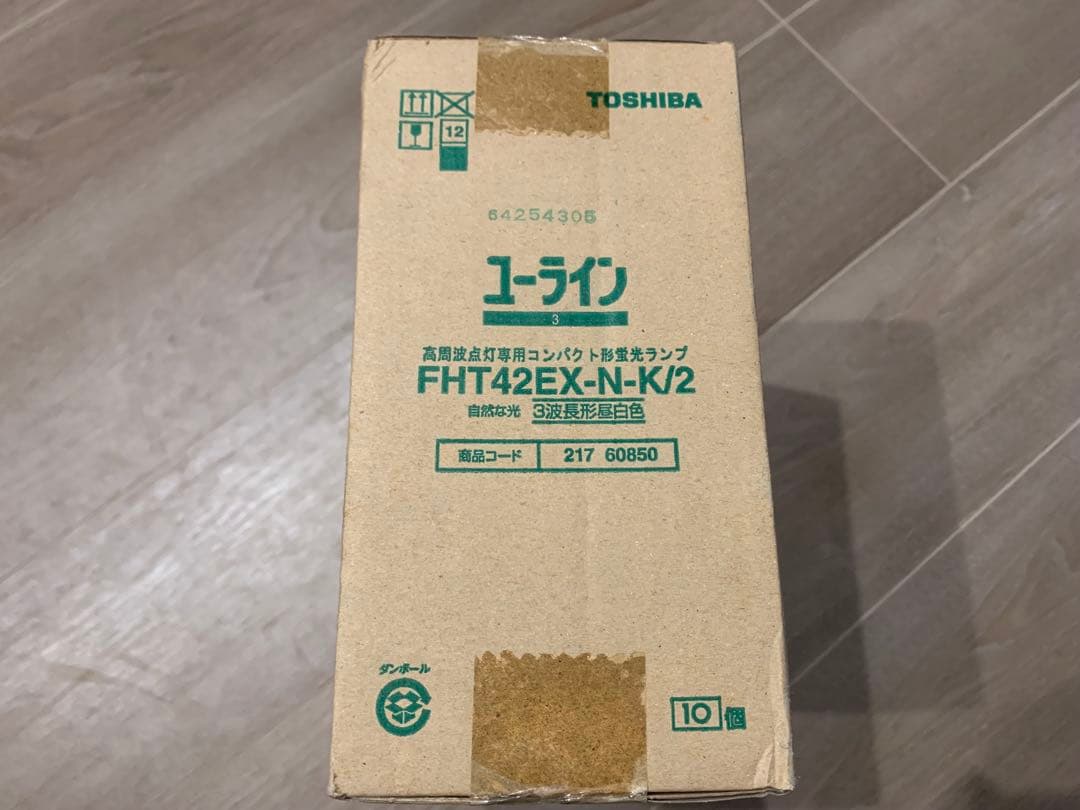 TOSHIBA
12
64254305
ユーライン
3
高周波点灯専用コンパクト形蛍光ランプ
FHT42EX-N-K/2
自然な光 3波長形昼白色
商品コード 217 60850
ダンボール
10個